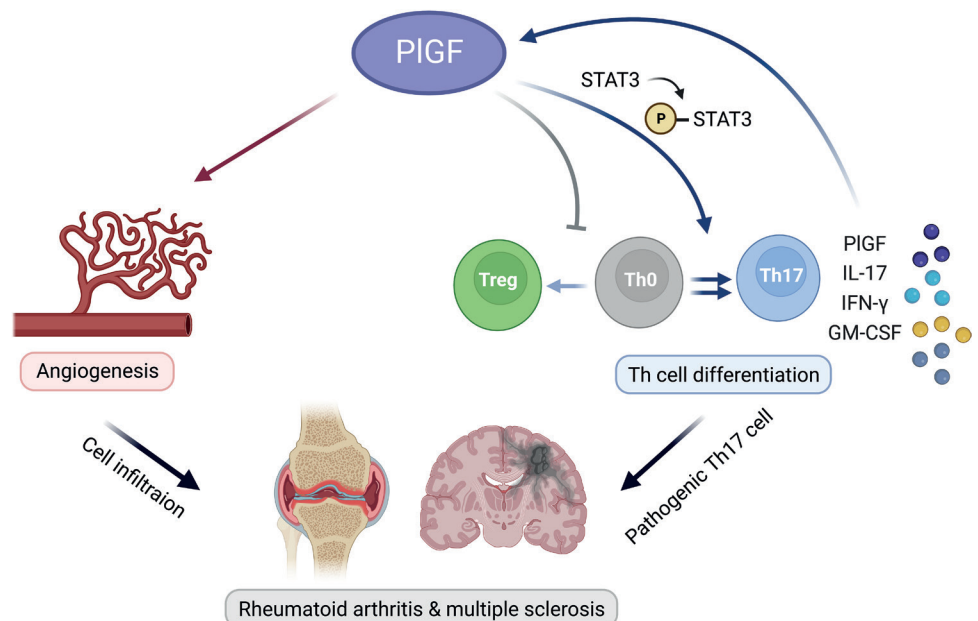 PlGF
STAT3
P
STAT3
Treg
Th0
Th17
PlGF
IL-17
IFN-γ
GM-CSF
Angiogenesis
Th cell differentiation
Cell infiltraion
Pathogenic Th17 cell
Rheumatoid arthritis & multiple sclerosis